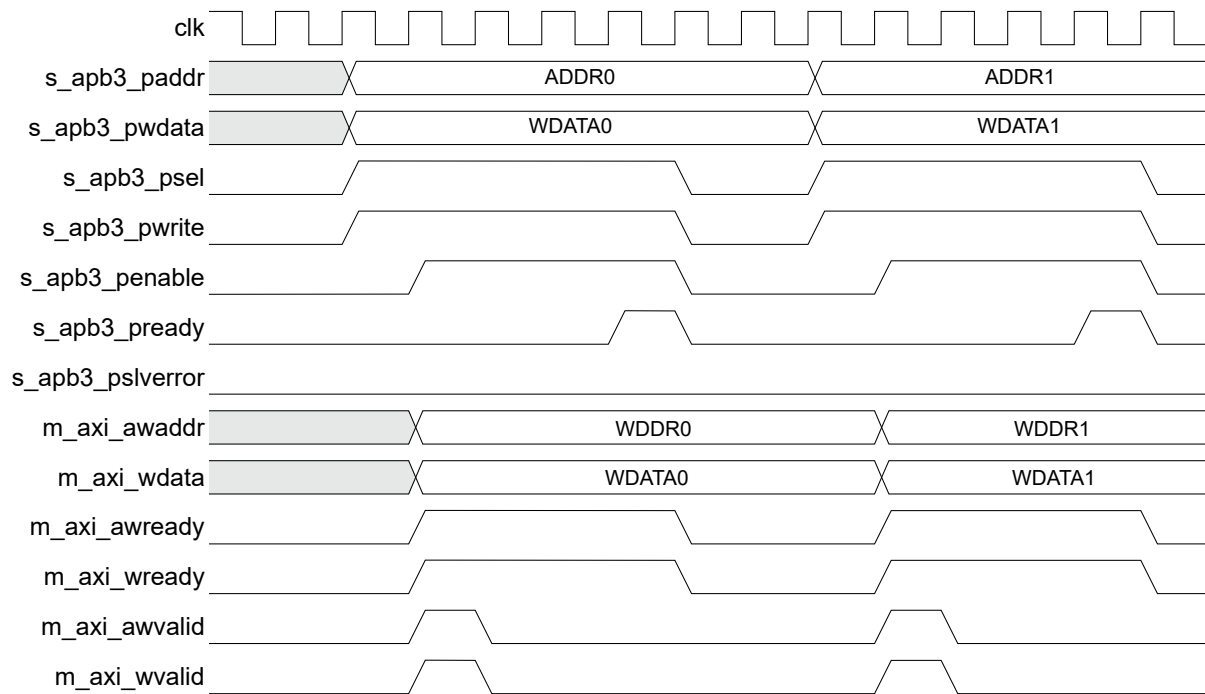 clk
s_apb3_paddr ADDR0 ADDR1
s_apb3_pwdata WDATA0 WDATA1
s_apb3_psel
s_apb3_pwrite
s_apb3_penable
s_apb3_pready
s_apb3_pslverror
m_axi_awaddr WDDR0 WDDR1
m_axi_wdata WDATA0 WDATA1
m_axi_awready
m_axi_wready
m_axi_awvalid
m_axi_wvalid